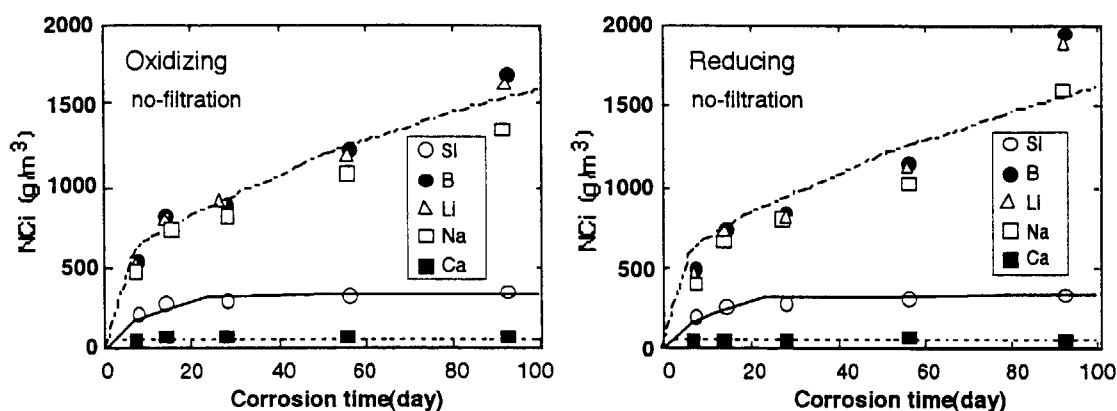 2000
Oxidizing
no-filtration
1500
1000
500
0
NCi (g/m³)
SI
B
Li
Na
Ca
0 20 40 60 80 100
Corrosion time(day)
2000
Reducing
no-filtration
1500
1000
500
0
NCi (g/m³)
SI
B
Li
Na
Ca
0 20 40 60 80 100
Corrosion time(day)